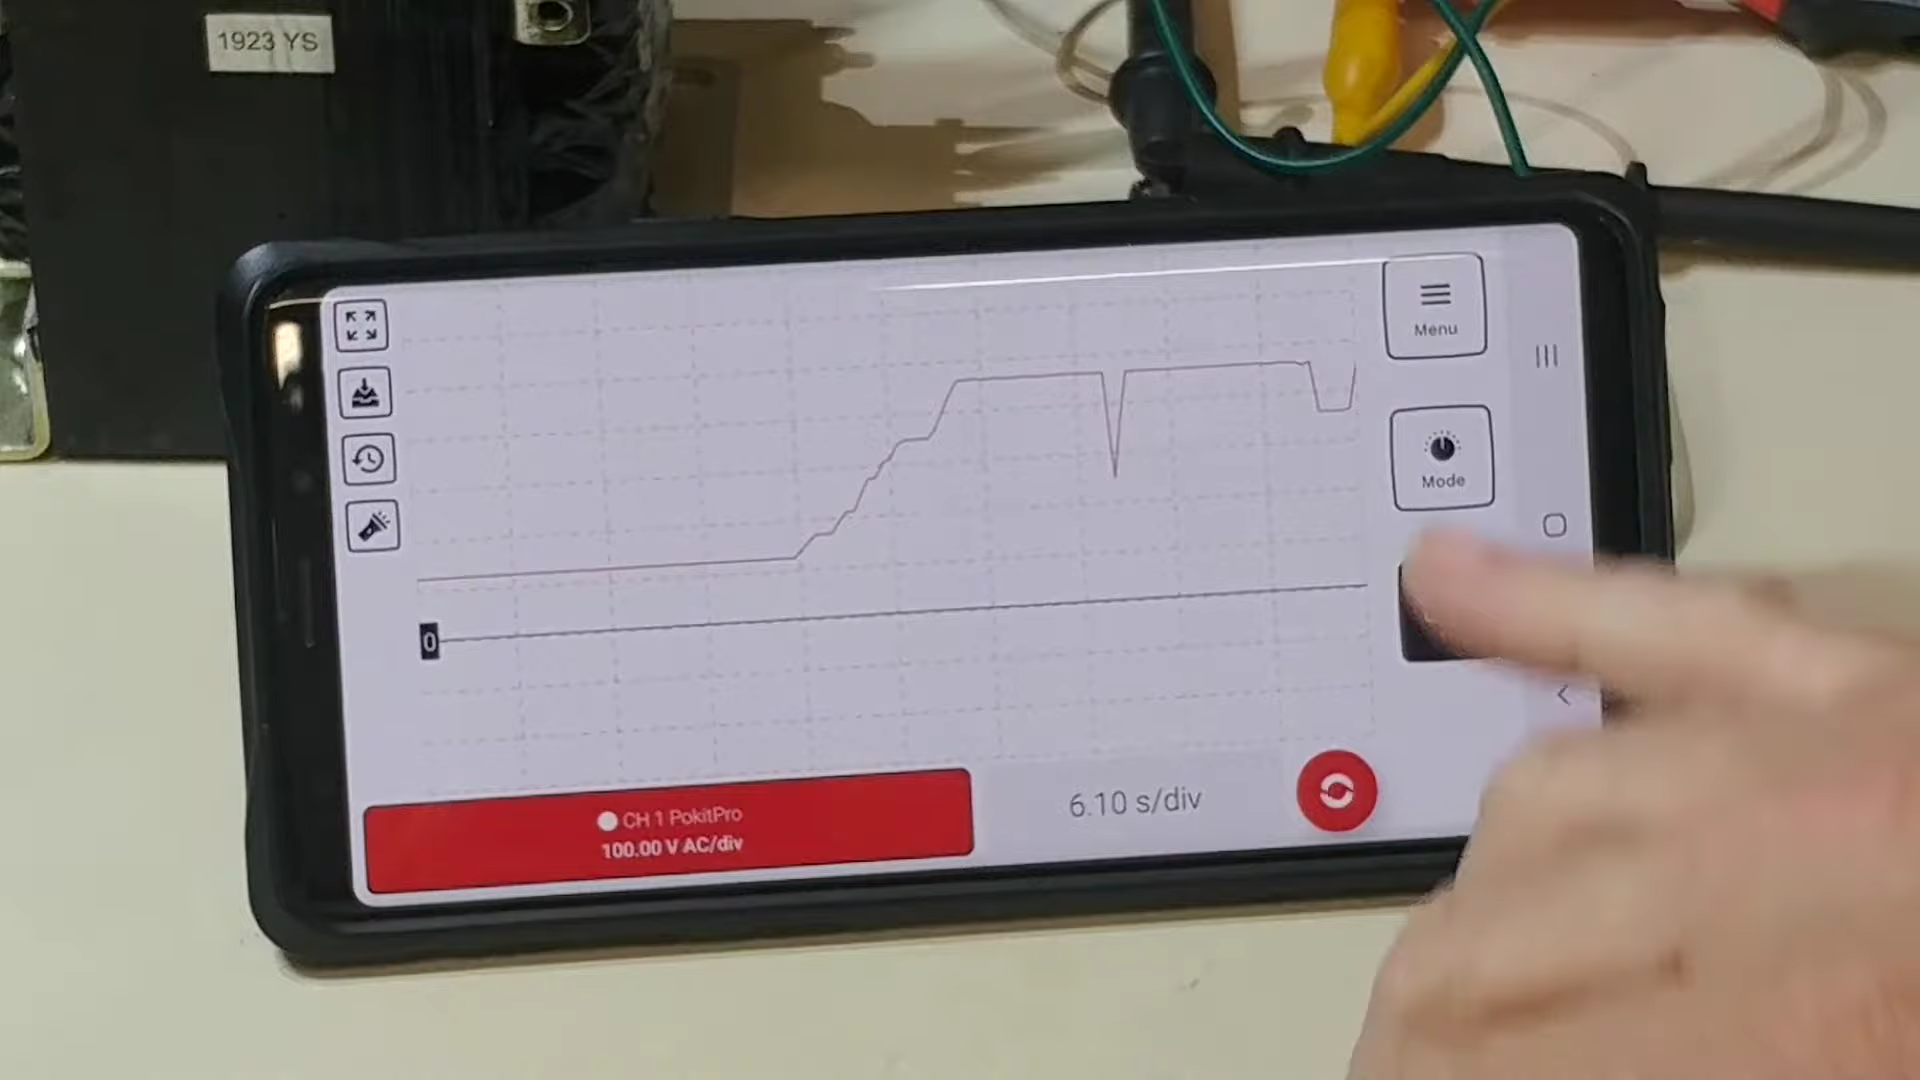 1923 YS
Menu
Mode
0
CH 1 PokitPro
100.00 V AC/div
6.10 s/div